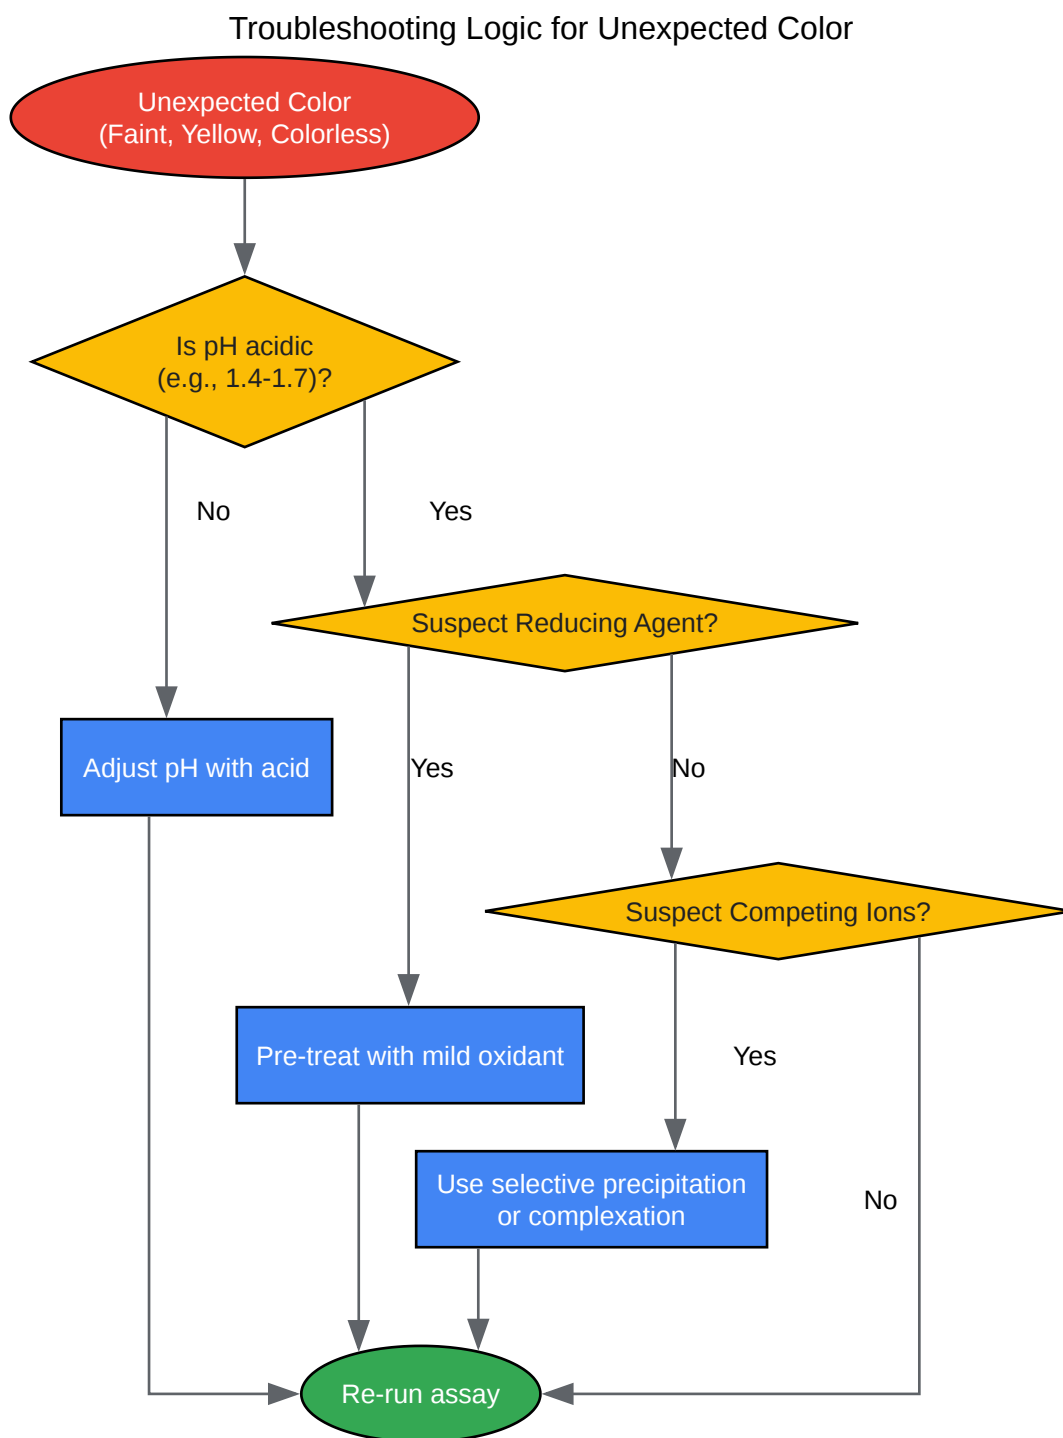 Troubleshooting Logic for Unexpected Color
Unexpected Color
(Faint, Yellow, Colorless)
Is pH acidic
(e.g., 1.4-1.7)?
No
Yes
Suspect Reducing Agent?
Adjust pH with acid
Yes
No
Suspect Competing Ions?
Pre-treat with mild oxidant
Yes
Use selective precipitation
or complexation
No
Re-run assay